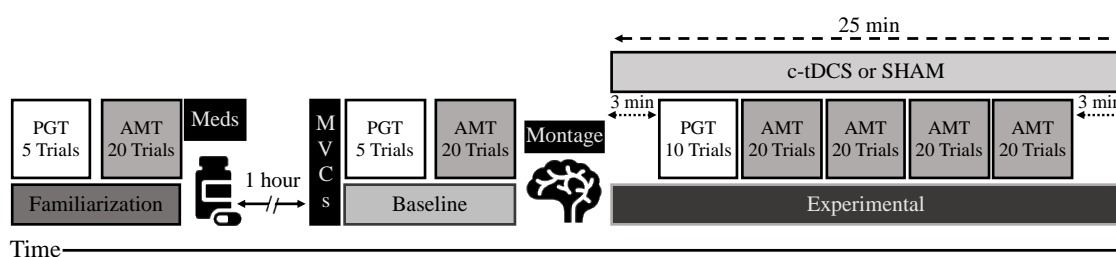 25 min
c-tDCS or SHAM
3 min
3 min
PGT
5 Trials
AMT
20 Trials
Meds
1 hour
MVCs
PGT
5 Trials
AMT
20 Trials
Montage
PGT
10 Trials
AMT
20 Trials
AMT
20 Trials
AMT
20 Trials
AMT
20 Trials
Familiarization
Baseline
Experimental
Time